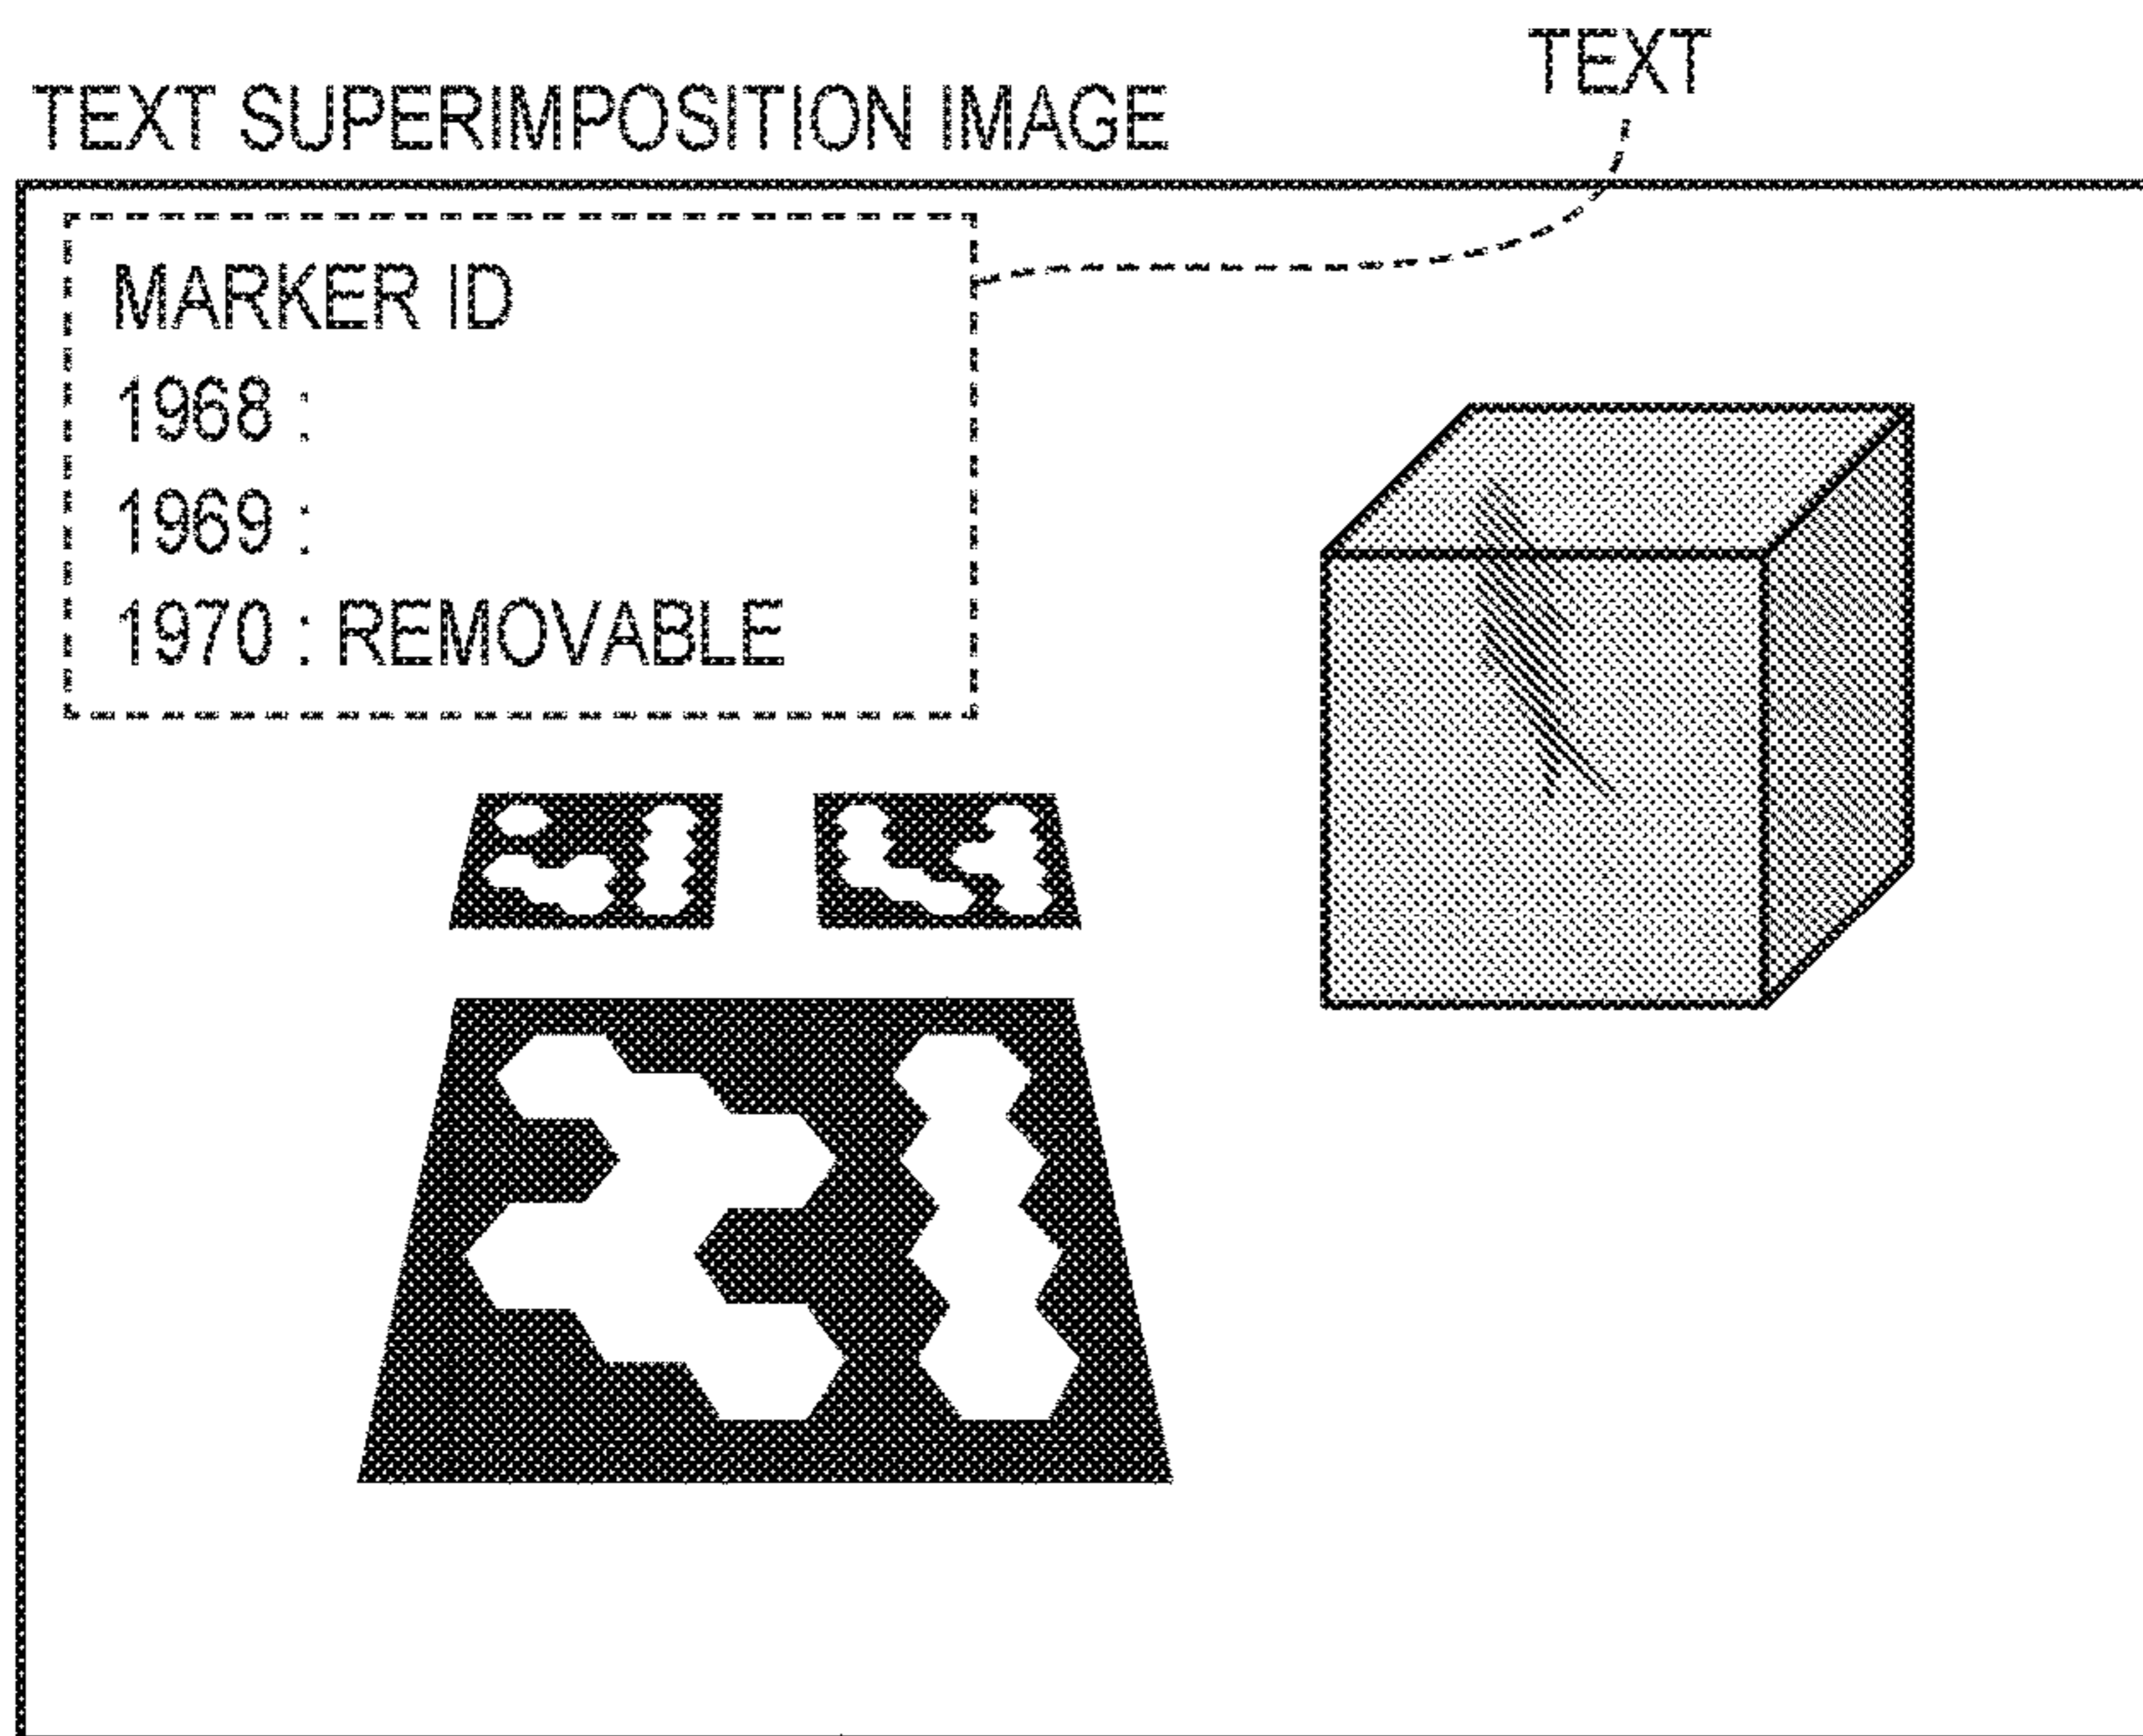 TEXT
TEXT SUPERIMPOSITION IMAGE
MARKER ID
1968 :
1969 :
1970 : REMOVABLE